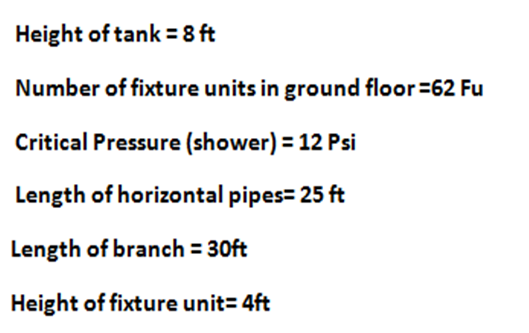 Height of tank = 8 ft
Number of fixture units in ground floor =62 Fu
Critical Pressure (shower) = 12 Psi
Length of horizontal pipes= 25 ft
Length of branch = 30ft
Height of fixture unit= 4ft